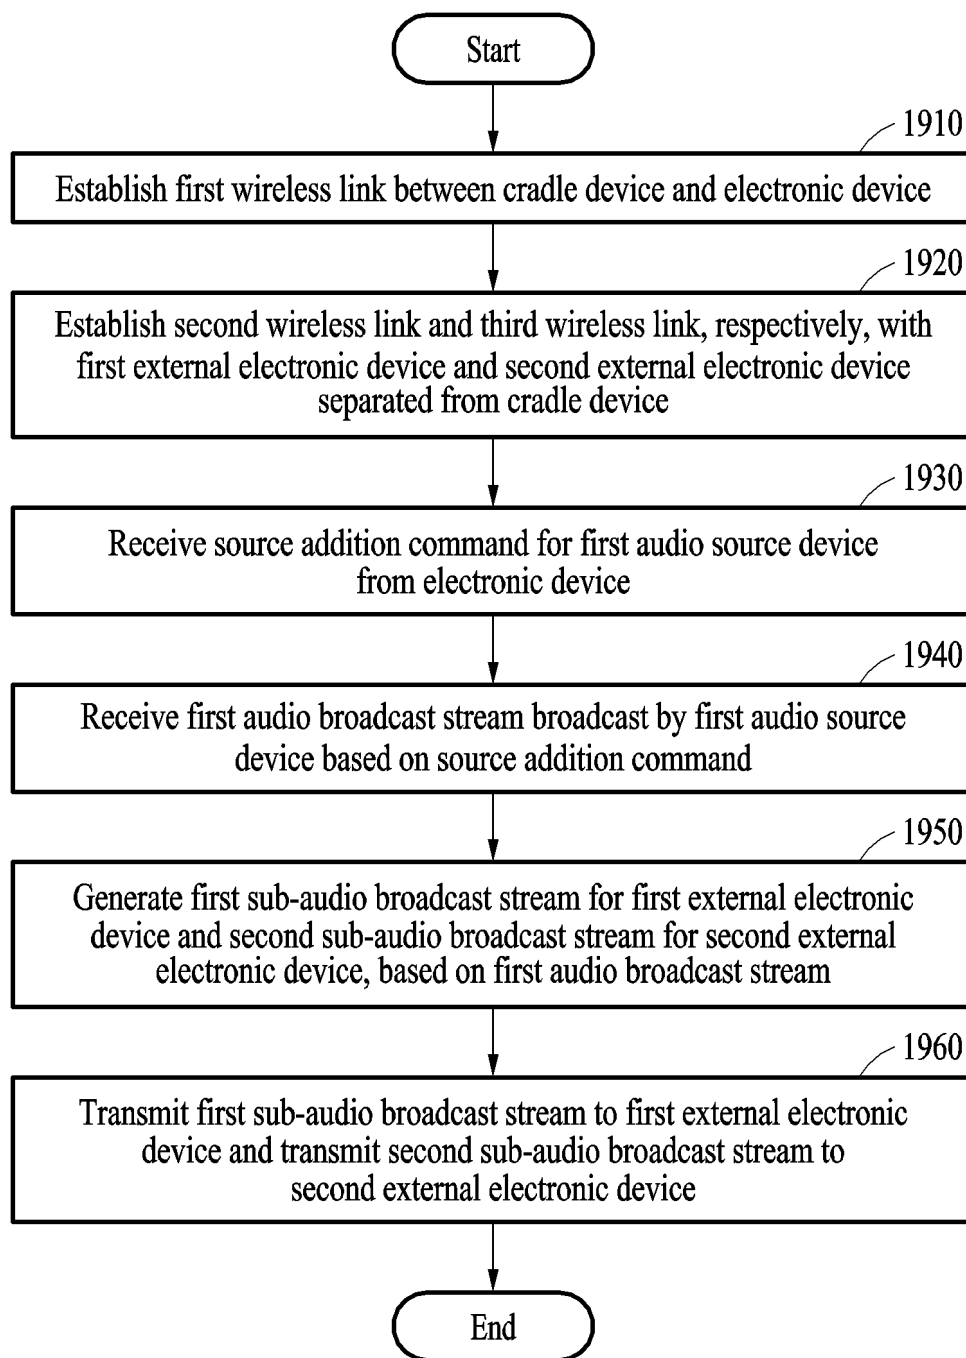 Start
1910
Establish first wireless link between cradle device and electronic device
1920
Establish second wireless link and third wireless link, respectively, with
first external electronic device and second external electronic device
separated from cradle device
1930
Receive source addition command for first audio source device
from electronic device
1940
Receive first audio broadcast stream broadcast by first audio source
device based on source addition command
1950
Generate first sub-audio broadcast stream for first external electronic
device and second sub-audio broadcast stream for second external
electronic device, based on first audio broadcast stream
1960
Transmit first sub-audio broadcast stream to first external electronic
device and transmit second sub-audio broadcast stream to
second external electronic device
End